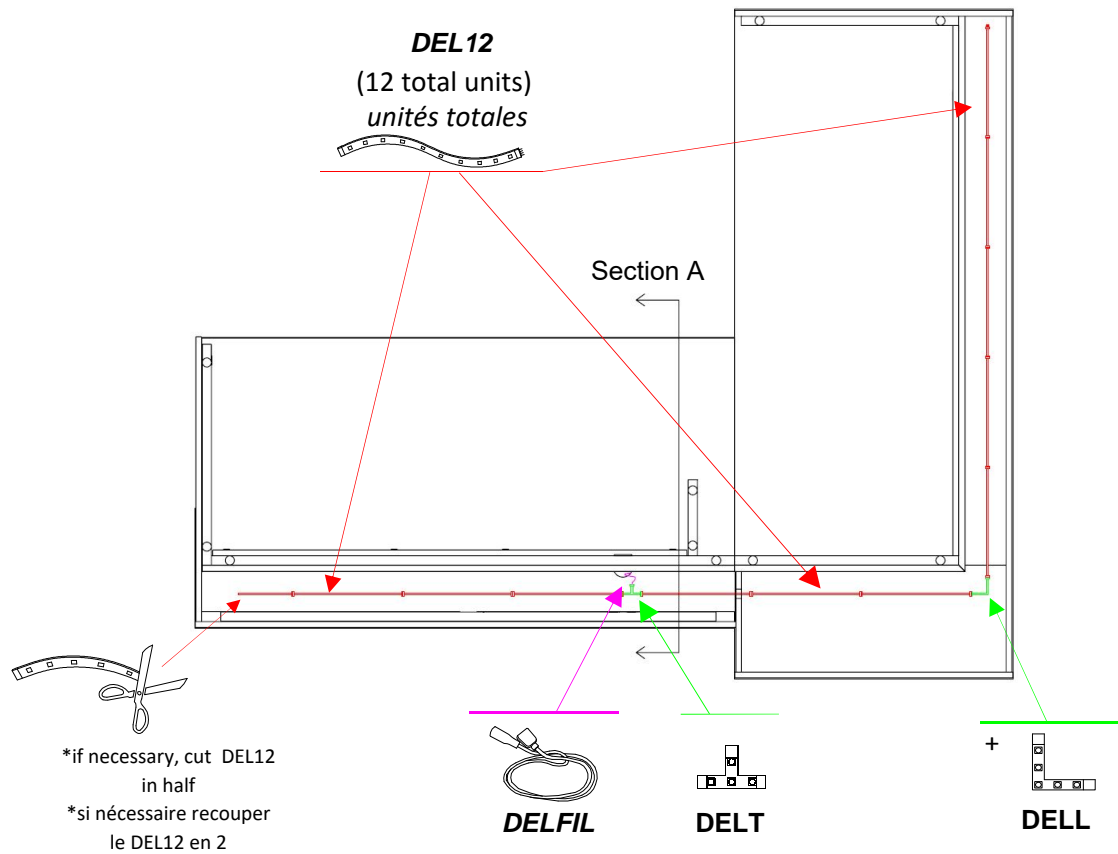 DEL12
(12 total units)
unités totales
Section A
*if necessary, cut DEL12
in half
*si nécessaire recouper
le DEL12 en 2
DELFIL
DELT
+
DELL